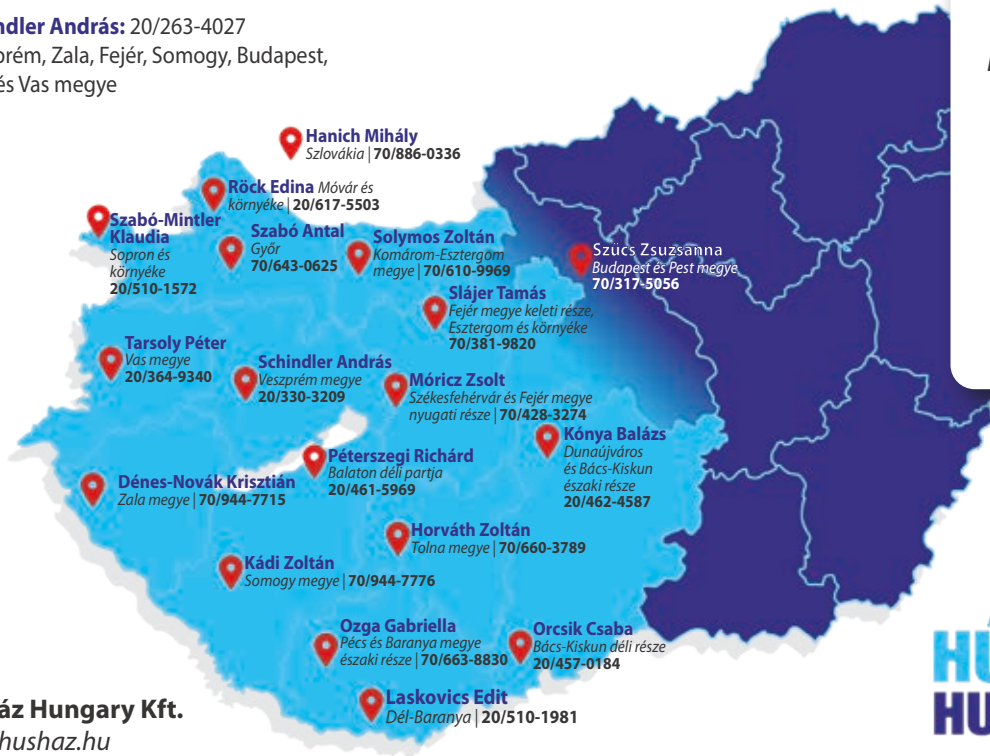 ndler András: 20/263-4027
prém, Zala, Fejér, Somogy, Budapest,
és Vas megye
Hanich Mihály
Szlovákia | 70/886-0336
Röck Edina Móvár és
környéke | 20/617-5503
Szabó-Mintler
Klaudia
Sopron és
környéke
20/510-1572
Szabó Antal
Győr
70/643-0625
Solymos Zoltán
Komárom-Esztergom
megye | 70/610-9969
Szücs Zsuzsanna
Budapest és Pest megye
70/317-5056
Slájer Tamás
Fejér megye keleti része,
Esztergom és környéke
70/381-9820
Tarsoly Péter
Vas megye
20/364-9340
Schindler András
Veszprém megye
20/330-3209
Móricz Zsolt
Székesfehérvár és Fejér megye
nyugati része | 70/428-3274
Kónya Balázs
Dunaújváros
és Bács-Kiskun
északi része
20/462-4587
Péterszegi Richárd
Balaton déli partja
20/461-5969
Dénes-Novák Krisztián
Zala megye | 70/944-7715
Horváth Zoltán
Tolna megye | 70/660-3789
Kádi Zoltán
Somogy megye | 70/944-7776
Ozga Gabriella
Pécs és Baranya megye
északi része | 70/663-8830
Orcsik Csaba
Bács-Kiskun déli része
20/457-0184
Laskovics Edit
Dél-Baranya | 20/510-1981
áz Hungary Kft.
hushaz.hu
HÚ
HU